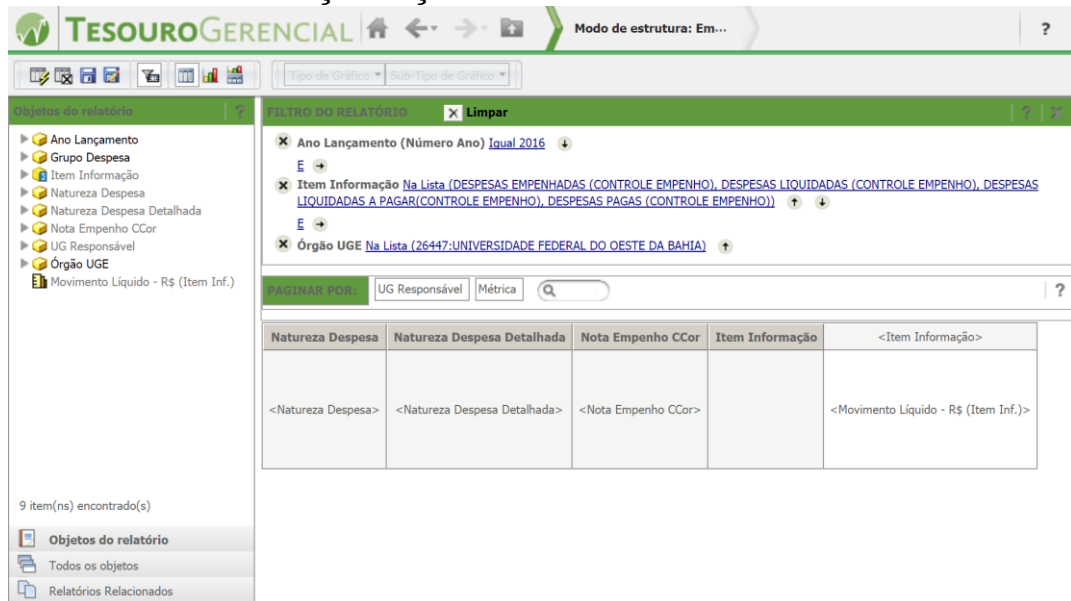 TESOUROGERENCIAL
Modo de estrutura: Em...
?
Tipo de Gráfico
Sub-Tipo de Gráfico
Objetos do relatório
?
Ano Lançamento
Grupo Despesa
Item Informação
Natureza Despesa
Natureza Despesa Detalhada
Nota Empenho CCor
UG Responsável
Órgão UGE
Movimento Líquido - R$ (Item Inf.)
9 item(ns) encontrado(s)
Objetos do relatório
Todos os objetos
Relatórios Relacionados
FILTRO DO RELATÓRIO
Limpar
?
Ano Lançamento (Número Ano) Igual 2016
E
Item Informação Na Lista (DESPESAS EMPENHADAS (CONTROLE EMPENHO), DESPESAS LIQUIDADAS (CONTROLE EMPENHO), DESPESAS
LIQUIDADAS A PAGAR(CONTROLE EMPENHO), DESPESAS PAGAS (CONTROLE EMPENHO))
E
Órgão UGE Na Lista (26447:UNIVERSIDADE FEDERAL DO OESTE DA BAHIA)
PAGINAR POR:
UG Responsável
Métrica
?
Natureza Despesa Natureza Despesa Detalhada Nota Empenho CCor Item Informação <Item Informação>
<Natureza Despesa> <Natureza Despesa Detalhada> <Nota Empenho CCor> <Movimento Líquido - R$ (Item Inf.)>